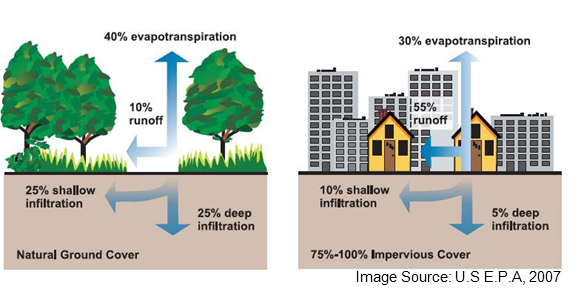 40% evapotranspiration
10%
runoff
25% shallow
infiltration
25% deep
infiltration
Natural Ground Cover
30% evapotranspiration
55%
runoff
10% shallow
infiltration
5% deep
infiltration
75%-100% Impervious Cover
Image Source: U.S E.P.A, 2007